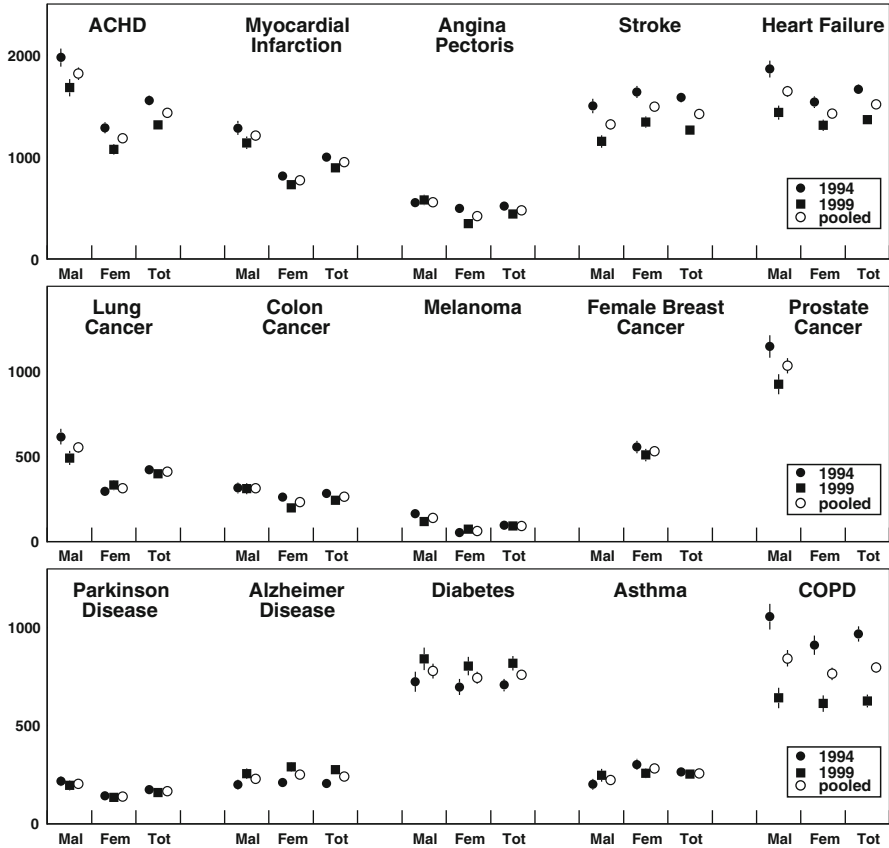 ACHD Myocardial Infarction Angina Pectoris Stroke Heart Failure
2000
1000
0
1994
1999
pooled
Mal Fem Tot Mal Fem Tot Mal Fem Tot Mal Fem Tot Mal Fem Tot
Lung Cancer Colon Cancer Melanoma Female Breast Cancer Prostate Cancer
1000
500
0
1994
1999
pooled
Mal Fem Tot Mal Fem Tot Mal Fem Tot Mal Fem Tot Mal Fem Tot
Parkinson Disease Alzheimer Disease Diabetes Asthma COPD
1000
500
0
1994
1999
pooled
Mal Fem Tot Mal Fem Tot Mal Fem Tot Mal Fem Tot Mal Fem Tot